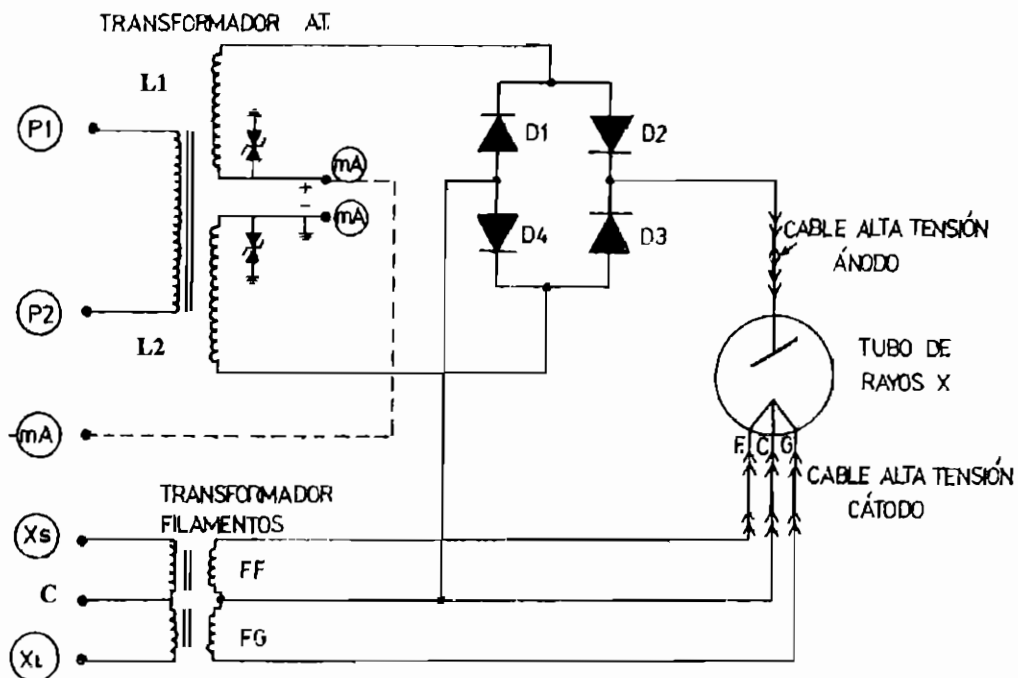 TRANSFORMADOR A.T.
L1
P1
mA
+
-
mA
D1
D2
D4
D3
CABLE ALTA TENSIÓN
ÁNODO
P2
L2
TUBO DE
RAYOS X
mA
F. C. G
CABLE ALTA TENSIÓN
CÁTODO
TRANSFORMADOR
FILAMENTOS
XS
FF
C
FG
XL